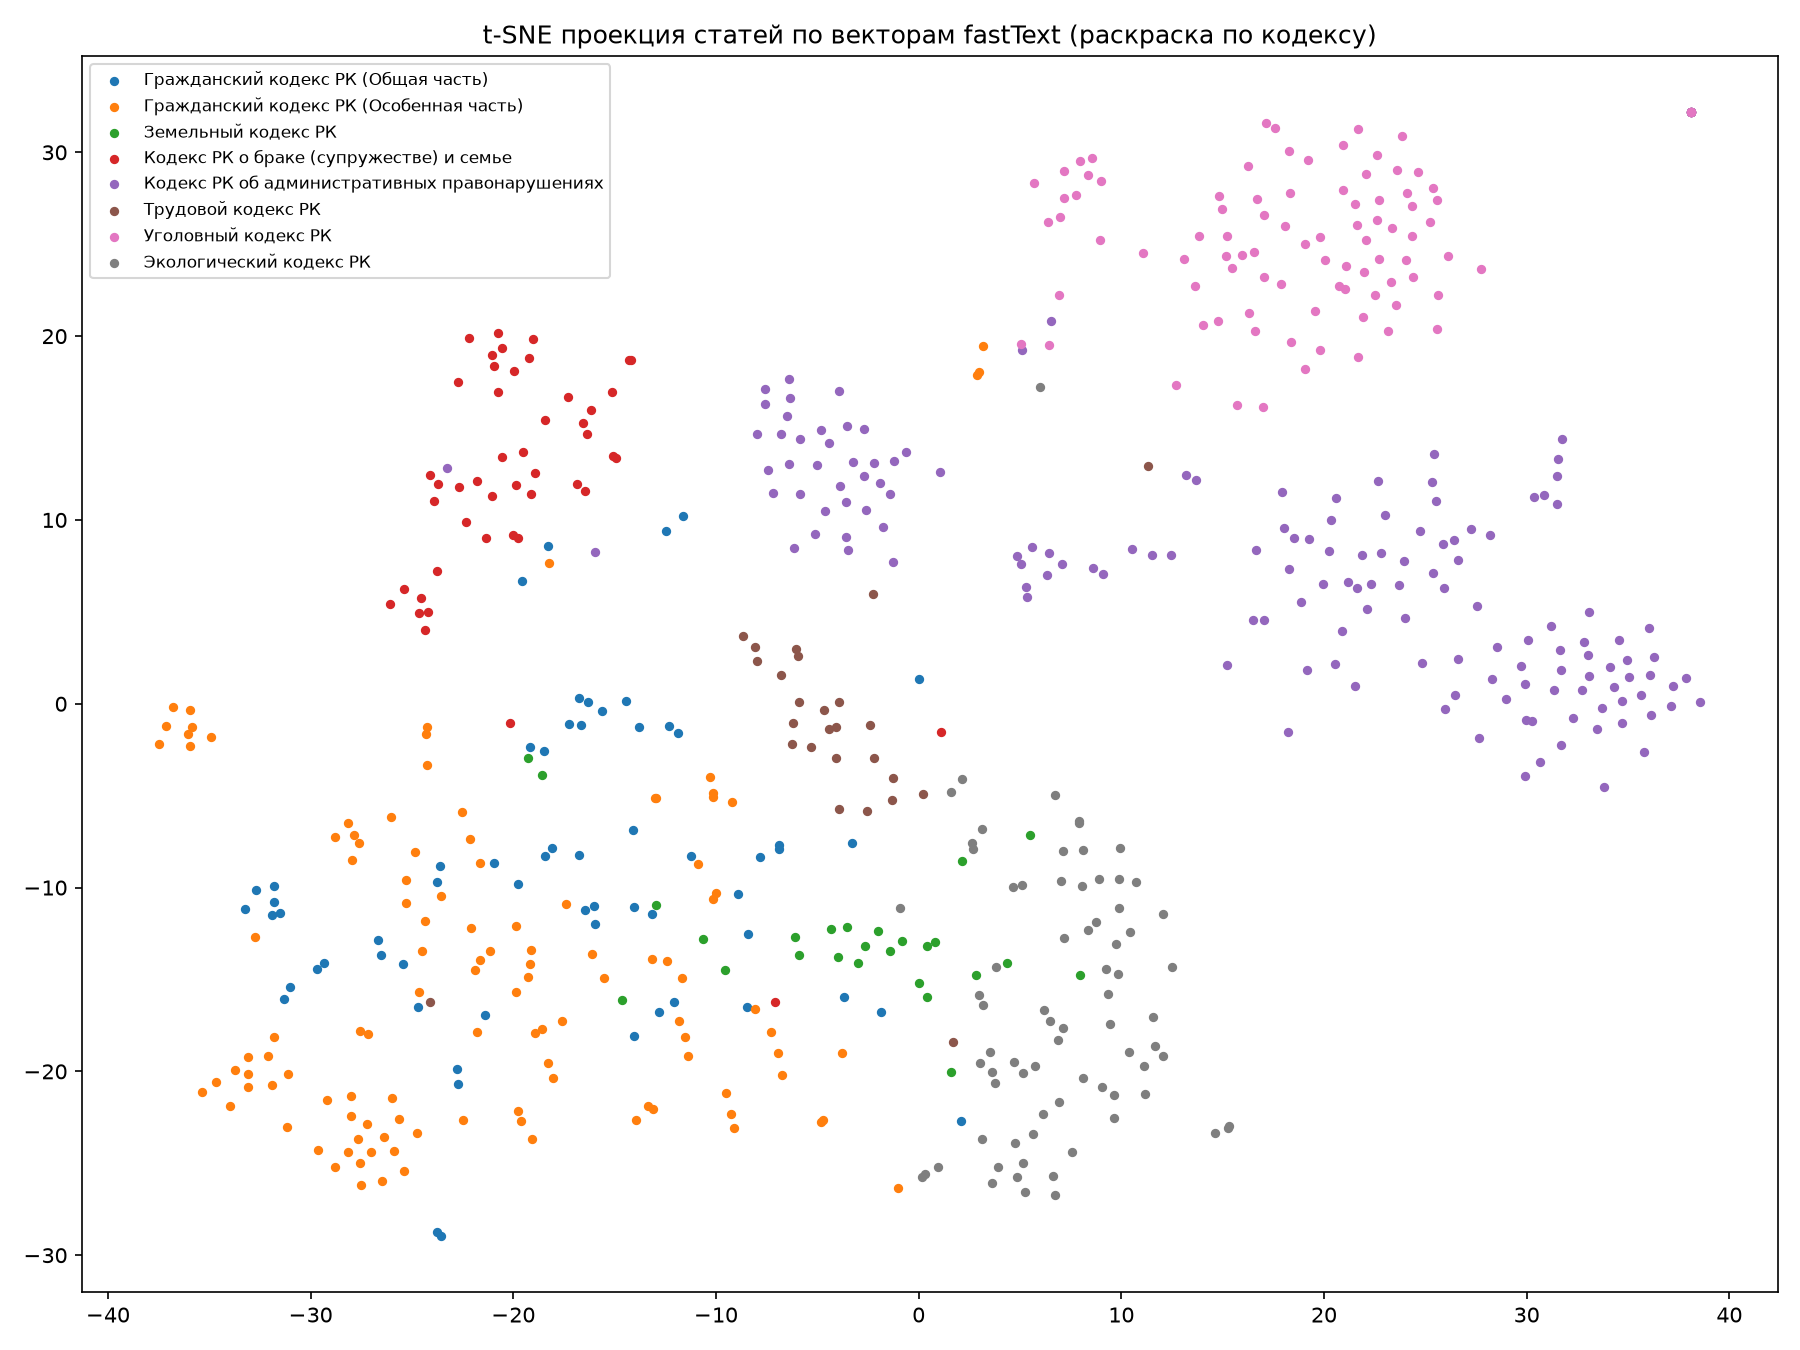 t-SNE проекция статей по векторам fastText (раскраска по кодексу)
Гражданский кодекс РК (Общая часть)
Гражданский кодекс РК (Особенная часть)
Земельный кодекс РК
Кодекс РК о браке (супружестве) и семье
Кодекс РК об административных правонарушениях
Трудовой кодекс РК
Уголовный кодекс РК
Экологический кодекс РК
30
20
10
0
−10
−20
−30
−40 −30 −20 −10 0 10 20 30 40